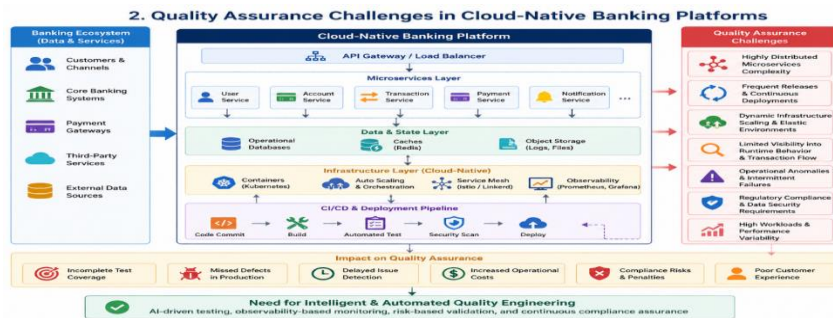 2. Quality Assurance Challenges in Cloud-Native Banking Platforms
Banking Ecosystem
(Data & Services)
Customers &
Channels
Core Banking
Systems
Payment
Gateways
Third-Party
Services
External Data
Sources
Cloud-Native Banking Platform
API Gateway / Load Balancer
Microservices Layer
User
Service
Account
Service
Transaction
Service
Payment
Service
Notification
Service
...
Data & State Layer
Operational
Databases
Caches
(Redis)
Object Storage
(Logs, Files)
Infrastructure Layer (Cloud-Native)
Containers
(Kubernetes)
Auto Scaling
& Orchestration
Service Mesh
(Istio / Linkerd)
Observability
(Prometheus, Grafana)
CI/CD & Deployment Pipeline
Code Commit
Build
Automated Test
Security Scan
Deploy
Quality Assurance
Challenges
Highly Distributed
Microservices
Complexity
Frequent Releases
& Continuous
Deployments
Dynamic Infrastructure
Scaling & Elastic
Environments
Limited Visibility into
Runtime Behavior
& Transaction Flow
Operational Anomalies
& Intermittent
Failures
Regulatory Compliance
& Data Security
Requirements
High Workloads &
Performance
Variability
Impact on Quality Assurance
Incomplete Test
Coverage
Missed Defects
in Production
Delayed Issue
Detection
Increased Operational
Costs
Compliance Risks
& Penalties
Poor Customer
Experience
Need for Intelligent & Automated Quality Engineering
AI-driven testing, observability-based monitoring, risk-based validation, and continuous compliance assurance